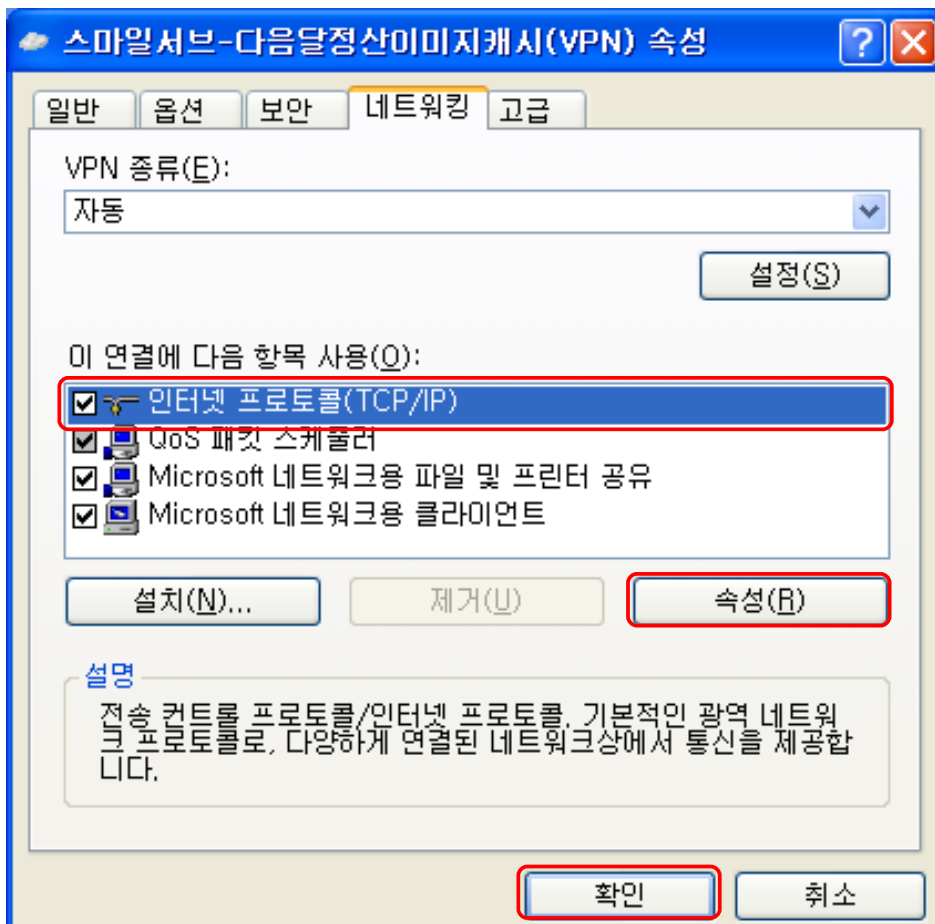 스마일서브-다음달정산이미지캐시(VPN) 속성
일반 옵션 보안 네트워킹 고급
VPN 종류(E):
자동
설정(S)
이 연결에 다음 항목 사용(O):
인터넷 프로토콜(TCP/IP)
QoS 패킷 스케줄러
Microsoft 네트워크용 파일 및 프린터 공유
Microsoft 네트워크용 클라이언트
설치(N)... 제거(U) 속성(R)
설명
전송 컨트롤 프로토콜/인터넷 프로토콜. 기본적인 광역 네트워
크 프로토콜로, 다양하게 연결된 네트워크상에서 통신을 제공합
니다.
확인 취소